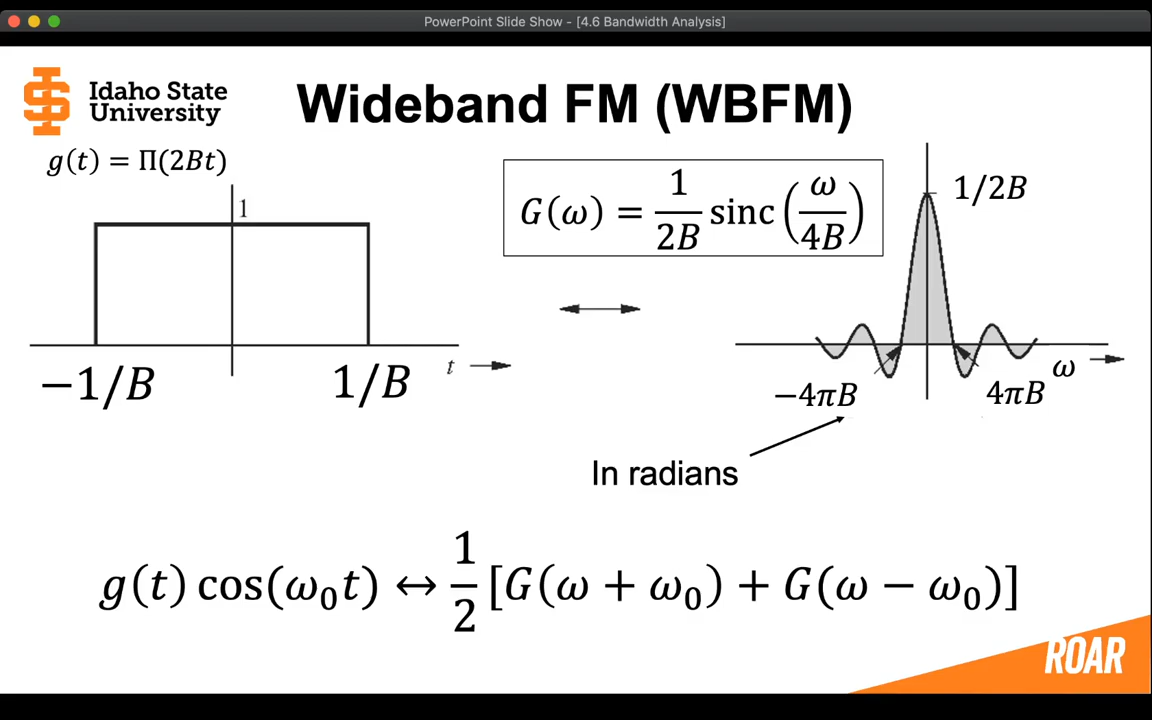 PowerPoint Slide Show - [4.6 Bandwidth Analysis]
Idaho State
University
Wideband FM (WBFM)
g(t) = Π(2Bt)
1
−1/B
1/B
t
G(ω) = 1/2B sinc(ω/4B)
1/2B
−4πB
4πB
ω
In radians
g(t) cos(ω₀t) ↔ 1/2 [G(ω + ω₀) + G(ω − ω₀)]
ROAR